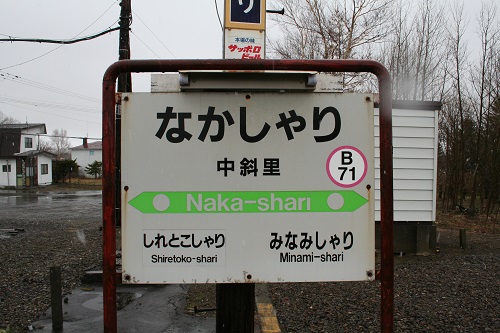 り
本場の味
サッポロ
ビール
なかしゃり
中斜里
B
71
Naka-shari
しれとこしゃり
Shiretoko-shari
みなみしゃり
Minami-shari